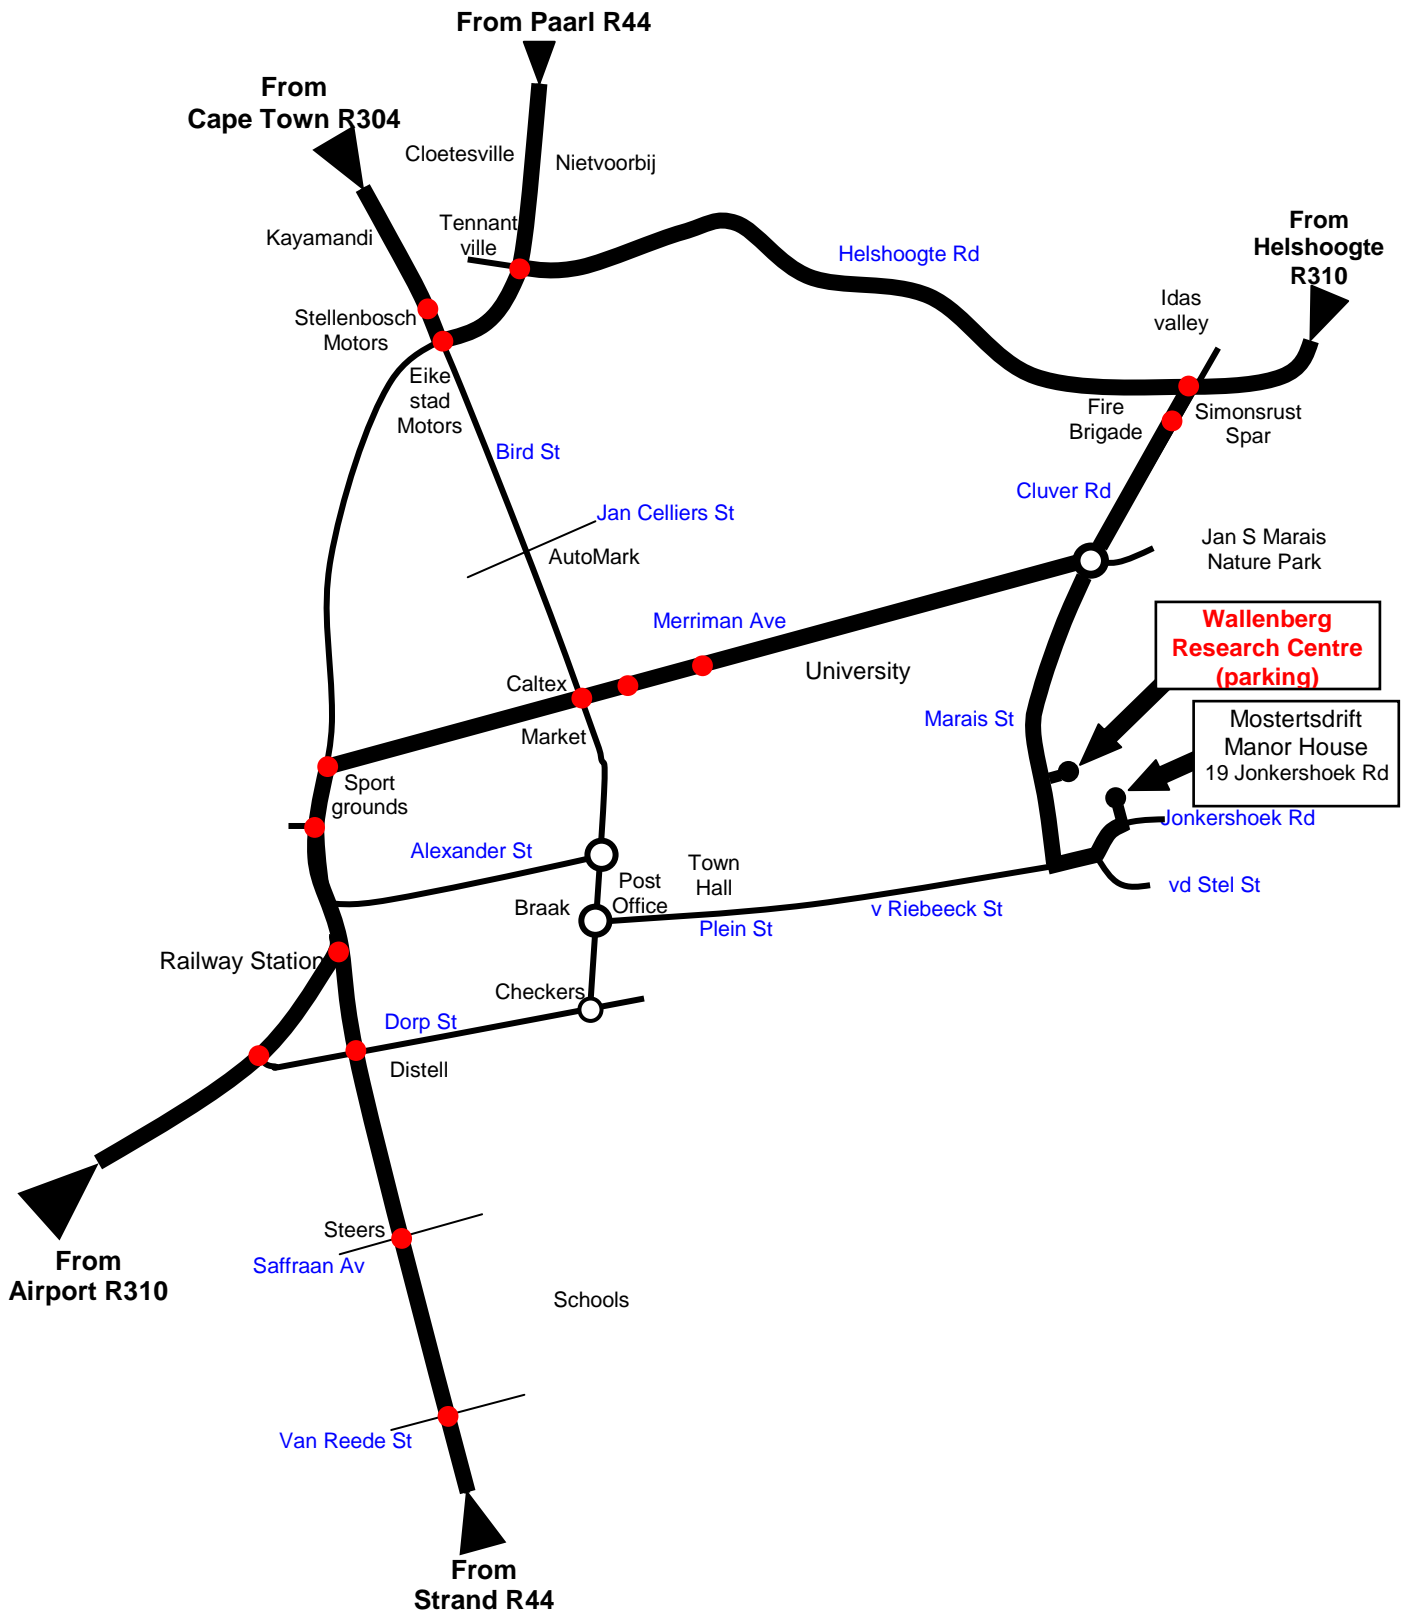 From Paarl R44
From
Cape Town R304
Cloetesville
Nietvoorbij
Tennant
ville
Kayamandi
Helshoogte Rd
From
Helshoogte
R310
Idas
valley
Stellenbosch
Motors
Eike
stad
Motors
Fire
Brigade
Simonsrust
Spar
Bird St
Cluver Rd
Jan Celliers St
AutoMark
Jan S Marais
Nature Park
Merriman Ave
Wallenberg
Research Centre
(parking)
University
Caltex
Market
Marais St
Mostertsdrift
Manor House
19 Jonkershoek Rd
Sport
grounds
Jonkershoek Rd
Alexander St
Town
Hall
Post
Office
Braak
vd Stel St
v Riebeeck St
Plein St
Railway Station
Checkers
Dorp St
Distell
Steers
Saffraan Av
From
Airport R310
Schools
Van Reede St
From
Strand R44